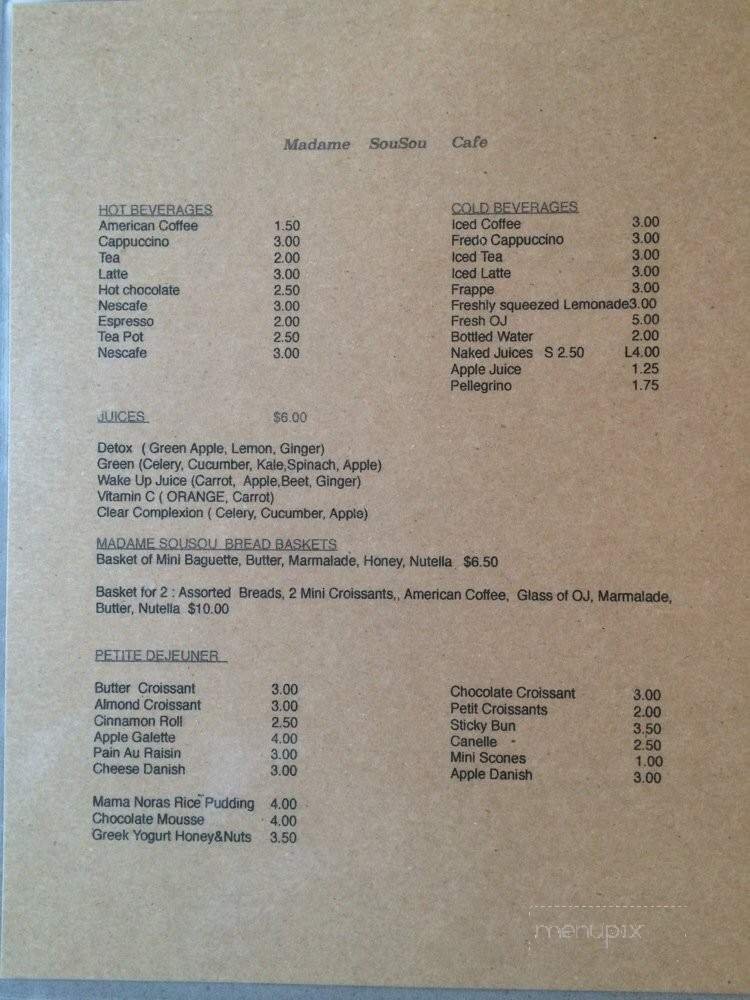 Madame SouSou Cafe
HOT BEVERAGES
American Coffee 1.50
Cappuccino 3.00
Tea 2.00
Latte 3.00
Hot chocolate 2.50
Nescafe 3.00
Espresso 2.00
Tea Pot 2.50
Nescafe 3.00
COLD BEVERAGES
Iced Coffee 3.00
Fredo Cappuccino 3.00
Iced Tea 3.00
Iced Latte 3.00
Frappe 3.00
Freshly squeezed Lemonade3.00
Fresh OJ 5.00
Bottled Water 2.00
Naked Juices S 2.50 L4.00
Apple Juice 1.25
Pellegrino 1.75
JUICES $6.00
Detox ( Green Apple, Lemon, Ginger)
Green (Celery, Cucumber, Kale,Spinach, Apple)
Wake Up Juice (Carrot, Apple,Beet, Ginger)
Vitamin C ( ORANGE, Carrot)
Clear Complexion ( Celery, Cucumber, Apple)
MADAME SOUSOU BREAD BASKETS
Basket of Mini Baguette, Butter, Marmalade, Honey, Nutella $6.50
Basket for 2 : Assorted Breads, 2 Mini Croissants,, American Coffee, Glass of OJ, Marmalade,
Butter, Nutella $10.00
PETITE DEJEUNER
Butter Croissant 3.00
Almond Croissant 3.00
Cinnamon Roll 2.50
Apple Galette 4.00
Pain Au Raisin 3.00
Cheese Danish 3.00
Chocolate Croissant 3.00
Petit Croissants 2.00
Sticky Bun 3.50
Canelle 2.50
Mini Scones 1.00
Apple Danish 3.00
Mama Noras Rice Pudding 4.00
Chocolate Mousse 4.00
Greek Yogurt Honey&Nuts 3.50
menupix